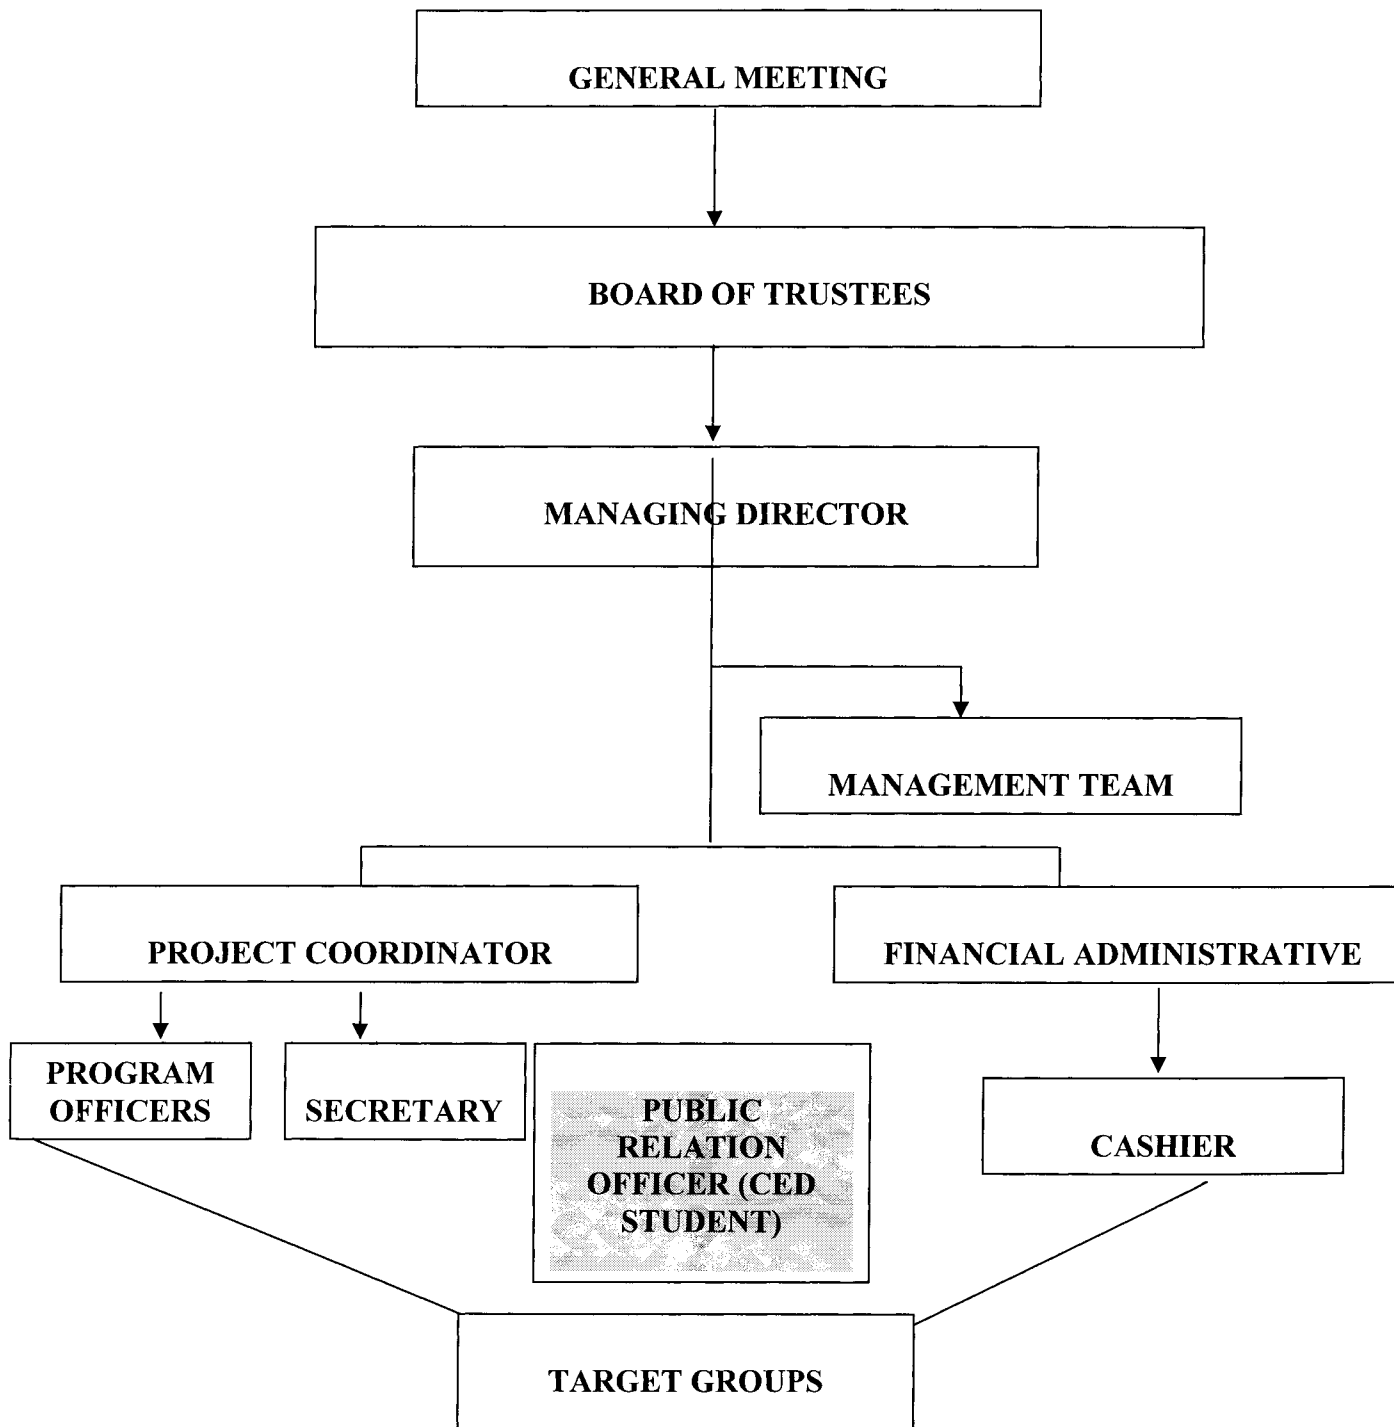 GENERAL MEETING
BOARD OF TRUSTEES
MANAGING DIRECTOR
MANAGEMENT TEAM
PROJECT COORDINATOR
FINANCIAL ADMINISTRATIVE
PROGRAM
OFFICERS
SECRETARY
PUBLIC
RELATION
OFFICER (CED
STUDENT)
CASHIER
TARGET GROUPS